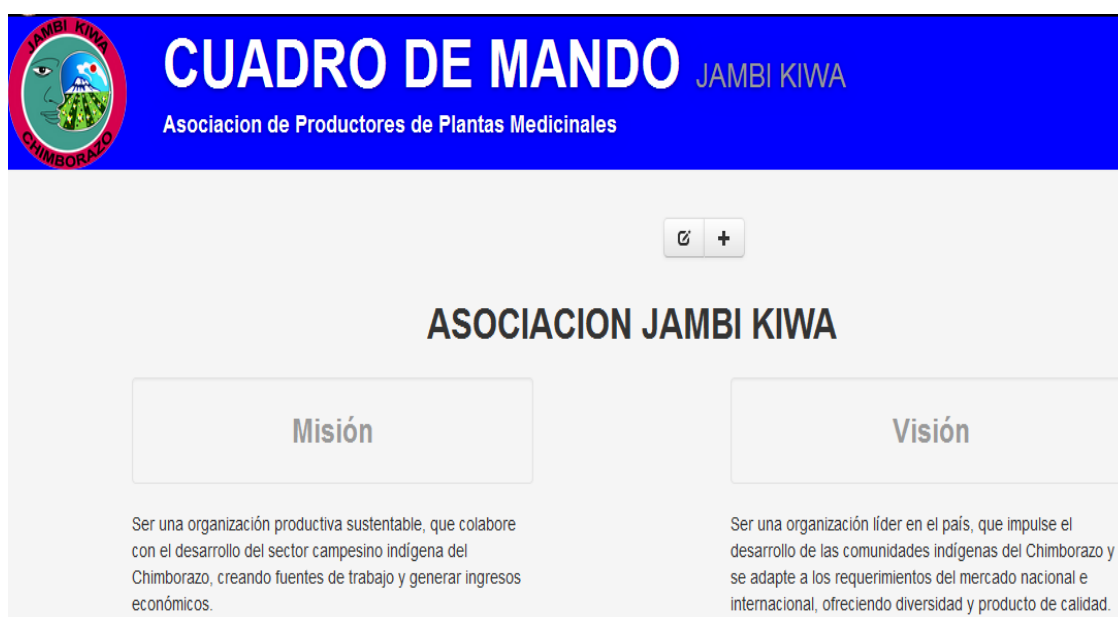 JAMBI KIWA
CHIMBORAZO
CUADRO DE MANDO JAMBI KIWA
Asociacion de Productores de Plantas Medicinales
ASOCIACION JAMBI KIWA
Misión
Ser una organización productiva sustentable, que colabore
con el desarrollo del sector campesino indígena del
Chimborazo, creando fuentes de trabajo y generar ingresos
económicos.
Visión
Ser una organización líder en el país, que impulse el
desarrollo de las comunidades indígenas del Chimborazo y
se adapte a los requerimientos del mercado nacional e
internacional, ofreciendo diversidad y producto de calidad.